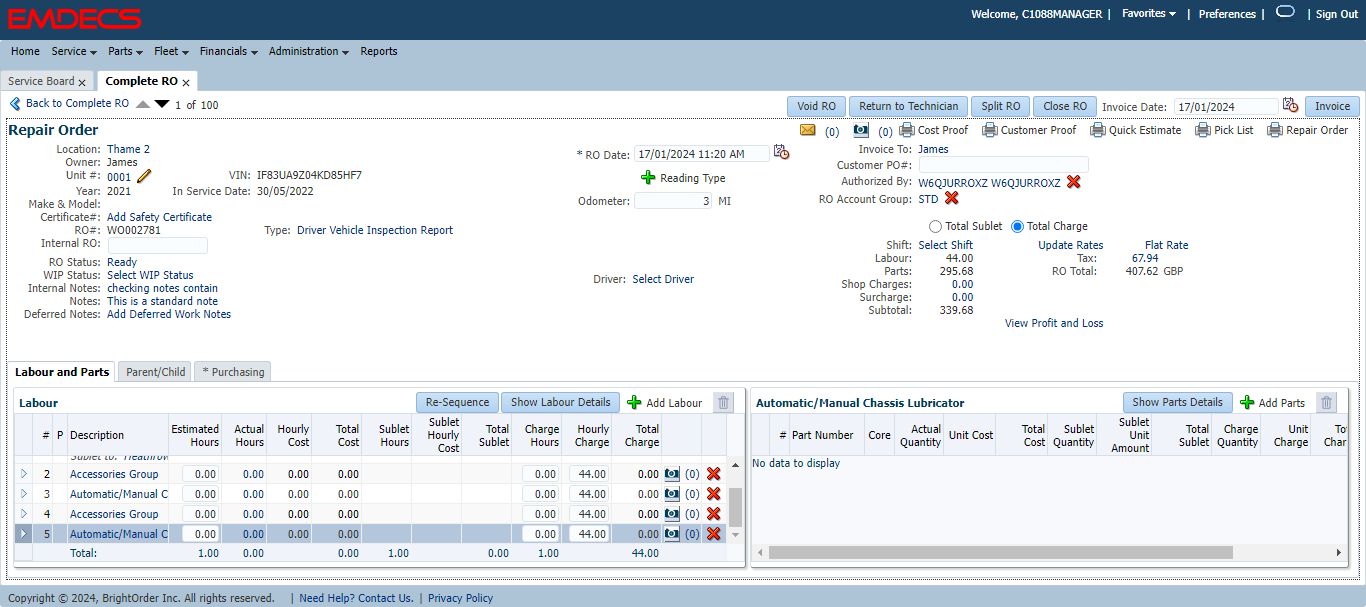 EMDECS
Welcome, C1088MANAGER | Favorites | Preferences | | Sign Out
Home Service Parts Fleet Financials Administration Reports
Service Board x Complete RO x
Back to Complete RO 1 of 100
Void RO Return to Technician Split RO Close RO Invoice Date: 17/01/2024 Invoice
Repair Order
(0) (0) Cost Proof Customer Proof Quick Estimate Pick List Repair Order
Location: Thame 2
Owner: James
Unit #: 0001 VIN: IF83UA9Z04KD85HF7
Year: 2021 In Service Date: 30/05/2022
Make & Model:
Certificate#: Add Safety Certificate
RO#: WO002781 Type: Driver Vehicle Inspection Report
Internal RO:
RO Status: Ready
WIP Status: Select WIP Status
Internal Notes: checking notes contain
Notes: This is a standard note
Deferred Notes: Add Deferred Work Notes
* RO Date: 17/01/2024 11:20 AM
Reading Type
Odometer: 3 MI
Driver: Select Driver
Invoice To: James
Customer PO#:
Authorized By: W6QJURROXZ W6QJURROXZ
RO Account Group: STD
Total Sublet Total Charge
Shift: Select Shift Update Rates Flat Rate
Labour: 44.00 Tax: 67.94
Parts: 295.68 RO Total: 407.62 GBP
Shop Charges: 0.00
Surcharge: 0.00
Subtotal: 339.68
View Profit and Loss
Labour and Parts Parent/Child * Purchasing
Labour Re-Sequence Show Labour Details Add Labour
# P Description Estimated Hours Actual Hours Hourly Cost Total Cost Sublet Hours Sublet Hourly Cost Total Sublet Charge Hours Hourly Charge Total Charge
Sublet to: Heathrow
2 Accessories Group 0.00 0.00 0.00 0.00 0.00 44.00 0.00 (0)
3 Automatic/Manual C 0.00 0.00 0.00 0.00 0.00 44.00 0.00 (0)
4 Accessories Group 0.00 0.00 0.00 0.00 0.00 44.00 0.00 (0)
5 Automatic/Manual C 0.00 0.00 0.00 0.00 0.00 44.00 0.00 (0)
Total: 1.00 0.00 0.00 1.00 0.00 1.00 44.00
Automatic/Manual Chassis Lubricator Show Parts Details Add Parts
# Part Number Core Actual Quantity Unit Cost Total Cost Sublet Quantity Sublet Unit Amount Total Sublet Charge Quantity Unit Charge
No data to display
Copyright © 2024, BrightOrder Inc. All rights reserved. | Need Help? Contact Us. | Privacy Policy